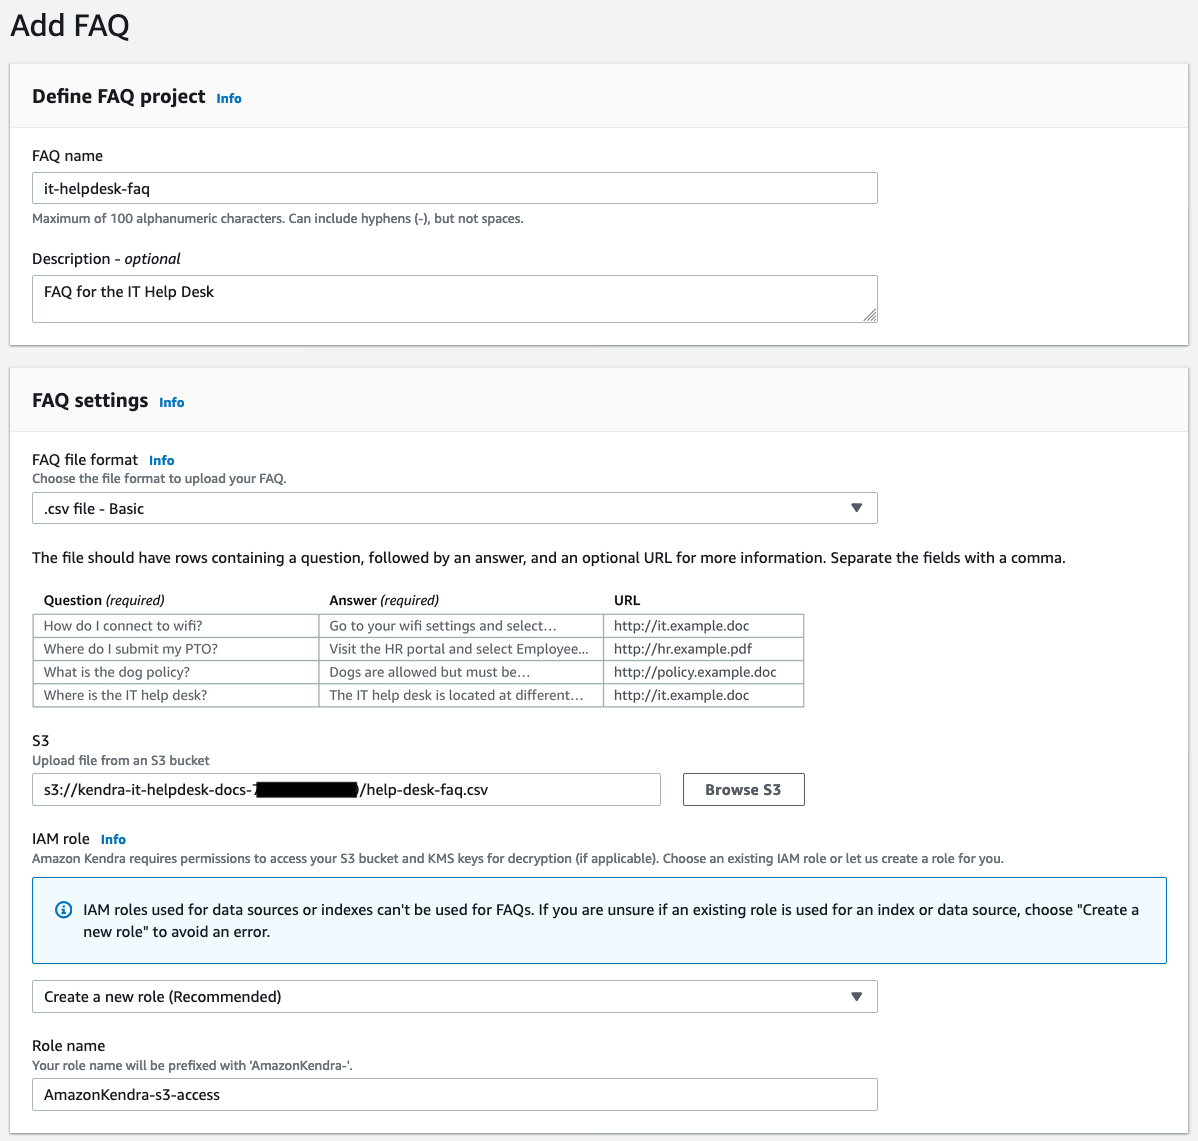 Add FAQ
Define FAQ project Info
FAQ name
it-helpdesk-faq
Maximum of 100 alphanumeric characters. Can include hyphens (-), but not spaces.
Description - optional
FAQ for the IT Help Desk
FAQ settings Info
FAQ file format Info
Choose the file format to upload your FAQ.
.csv file - Basic
The file should have rows containing a question, followed by an answer, and an optional URL for more information. Separate the fields with a comma.
Question (required) Answer (required) URL
How do I connect to wifi? Go to your wifi settings and select... http://it.example.doc
Where do I submit my PTO? Visit the HR portal and select Employee... http://hr.example.pdf
What is the dog policy? Dogs are allowed but must be... http://policy.example.doc
Where is the IT help desk? The IT help desk is located at different... http://it.example.doc
S3
Upload file from an S3 bucket
s3://kendra-it-helpdesk-docs- /help-desk-faq.csv Browse S3
IAM role Info
Amazon Kendra requires permissions to access your S3 bucket and KMS keys for decryption (if applicable). Choose an existing IAM role or let us create a role for you.
IAM roles used for data sources or indexes can't be used for FAQs. If you are unsure if an existing role is used for an index or data source, choose "Create a
new role" to avoid an error.
Create a new role (Recommended)
Role name
Your role name will be prefixed with 'AmazonKendra-'.
AmazonKendra-s3-access